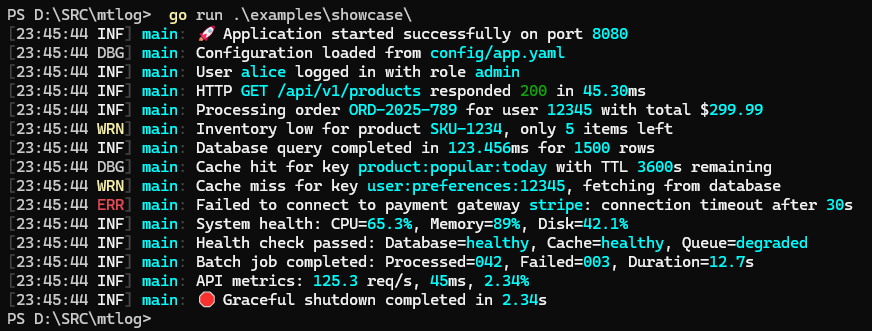 PS D:\SRC\mtlog>  go run .\examples\showcase\
[23:45:44 INF] main: 🚀 Application started successfully on port 8080
[23:45:44 DBG] main: Configuration loaded from config/app.yaml
[23:45:44 INF] main: User alice logged in with role admin
[23:45:44 INF] main: HTTP GET /api/v1/products responded 200 in 45.30ms
[23:45:44 INF] main: Processing order ORD-2025-789 for user 12345 with total $299.99
[23:45:44 WRN] main: Inventory low for product SKU-1234, only 5 items left
[23:45:44 INF] main: Database query completed in 123.456ms for 1500 rows
[23:45:44 DBG] main: Cache hit for key product:popular:today with TTL 3600s remaining
[23:45:44 WRN] main: Cache miss for key user:preferences:12345, fetching from database
[23:45:44 ERR] main: Failed to connect to payment gateway stripe: connection timeout after 30s
[23:45:44 INF] main: System health: CPU=65.3%, Memory=89%, Disk=42.1%
[23:45:44 INF] main: Health check passed: Database=healthy, Cache=healthy, Queue=degraded
[23:45:44 INF] main: Batch job completed: Processed=042, Failed=003, Duration=12.7s
[23:45:44 INF] main: API metrics: 125.3 req/s, 45ms, 2.34%
[23:45:44 INF] main: 🛑 Graceful shutdown completed in 2.34s
PS D:\SRC\mtlog>